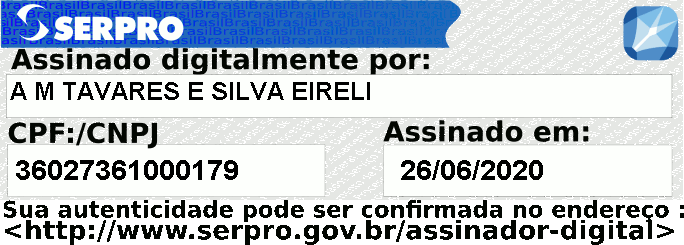 SERPRO
Assinado digitalmente por:
A M TAVARES E SILVA EIRELI
CPF:/CNPJ
Assinado em:
36027361000179
26/06/2020
Sua autenticidade pode ser confirmada no endereço :
<http://www.serpro.gov.br/assinador-digital>